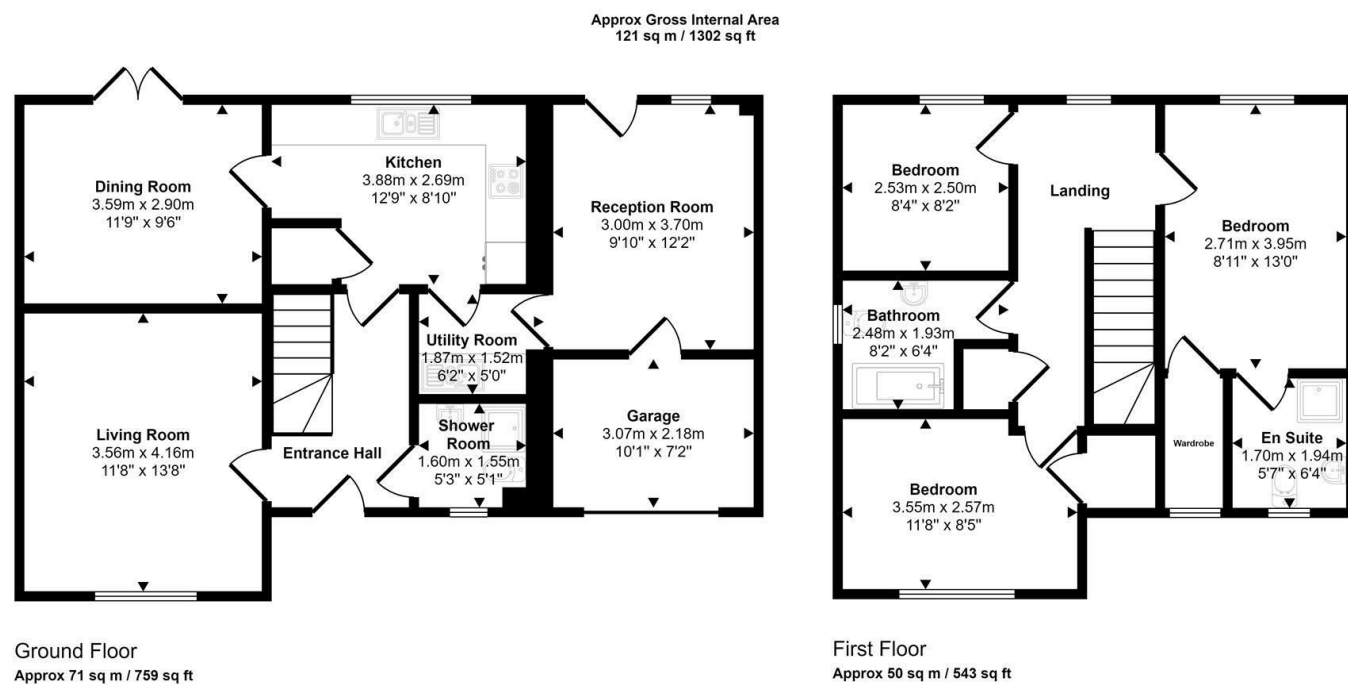 Approx Gross Internal Area
121 sq m / 1302 sq ft
Dining Room
3.59m x 2.90m
11'9" x 9'6"
Kitchen
3.88m x 2.69m
12'9" x 8'10"
Reception Room
3.00m x 3.70m
9'10" x 12'2"
Utility Room
1.87m x 1.52m
6'2" x 5'0"
Living Room
3.56m x 4.16m
11'8" x 13'8"
Entrance Hall
Shower
Room
1.60m x 1.55m
5'3" x 5'1"
Garage
3.07m x 2.18m
10'1" x 7'2"
Ground Floor
Approx 71 sq m / 759 sq ft
Bedroom
2.53m x 2.50m
8'4" x 8'2"
Landing
Bedroom
2.71m x 3.95m
8'11" x 13'0"
Bathroom
2.48m x 1.93m
8'2" x 6'4"
Wardrobe
En Suite
1.70m x 1.94m
5'7" x 6'4"
Bedroom
3.55m x 2.57m
11'8" x 8'5"
First Floor
Approx 50 sq m / 543 sq ft